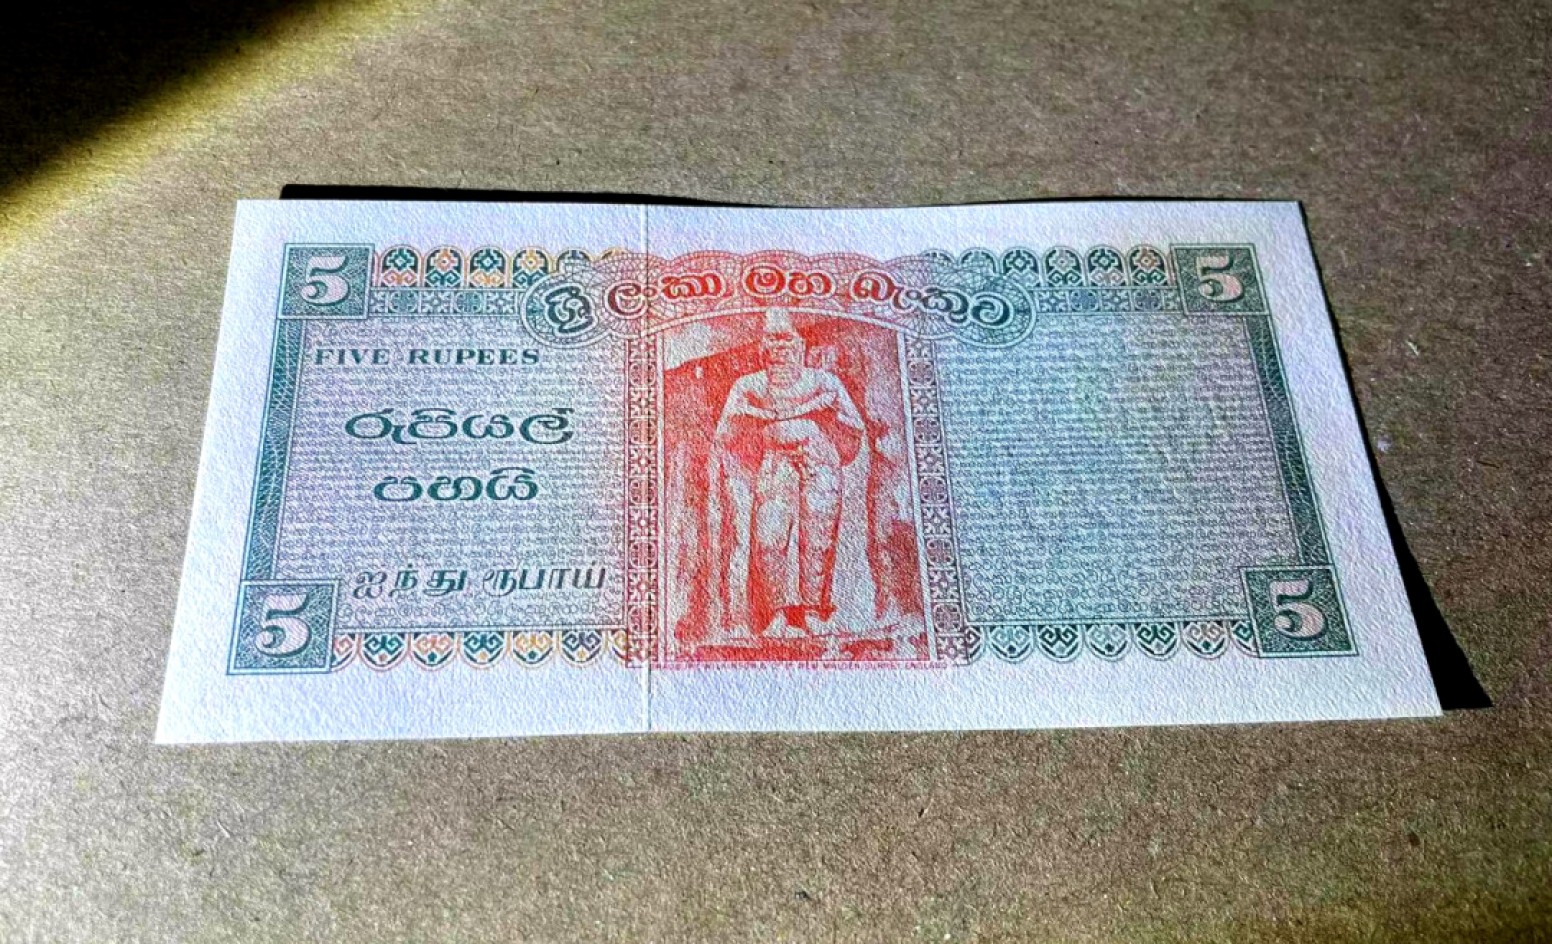 5 5
ශ්‍රී ලංකා මහ බැංකුව
FIVE RUPEES
රුපියල්
පහයි
ஐந்து ரூபாய்
5 5